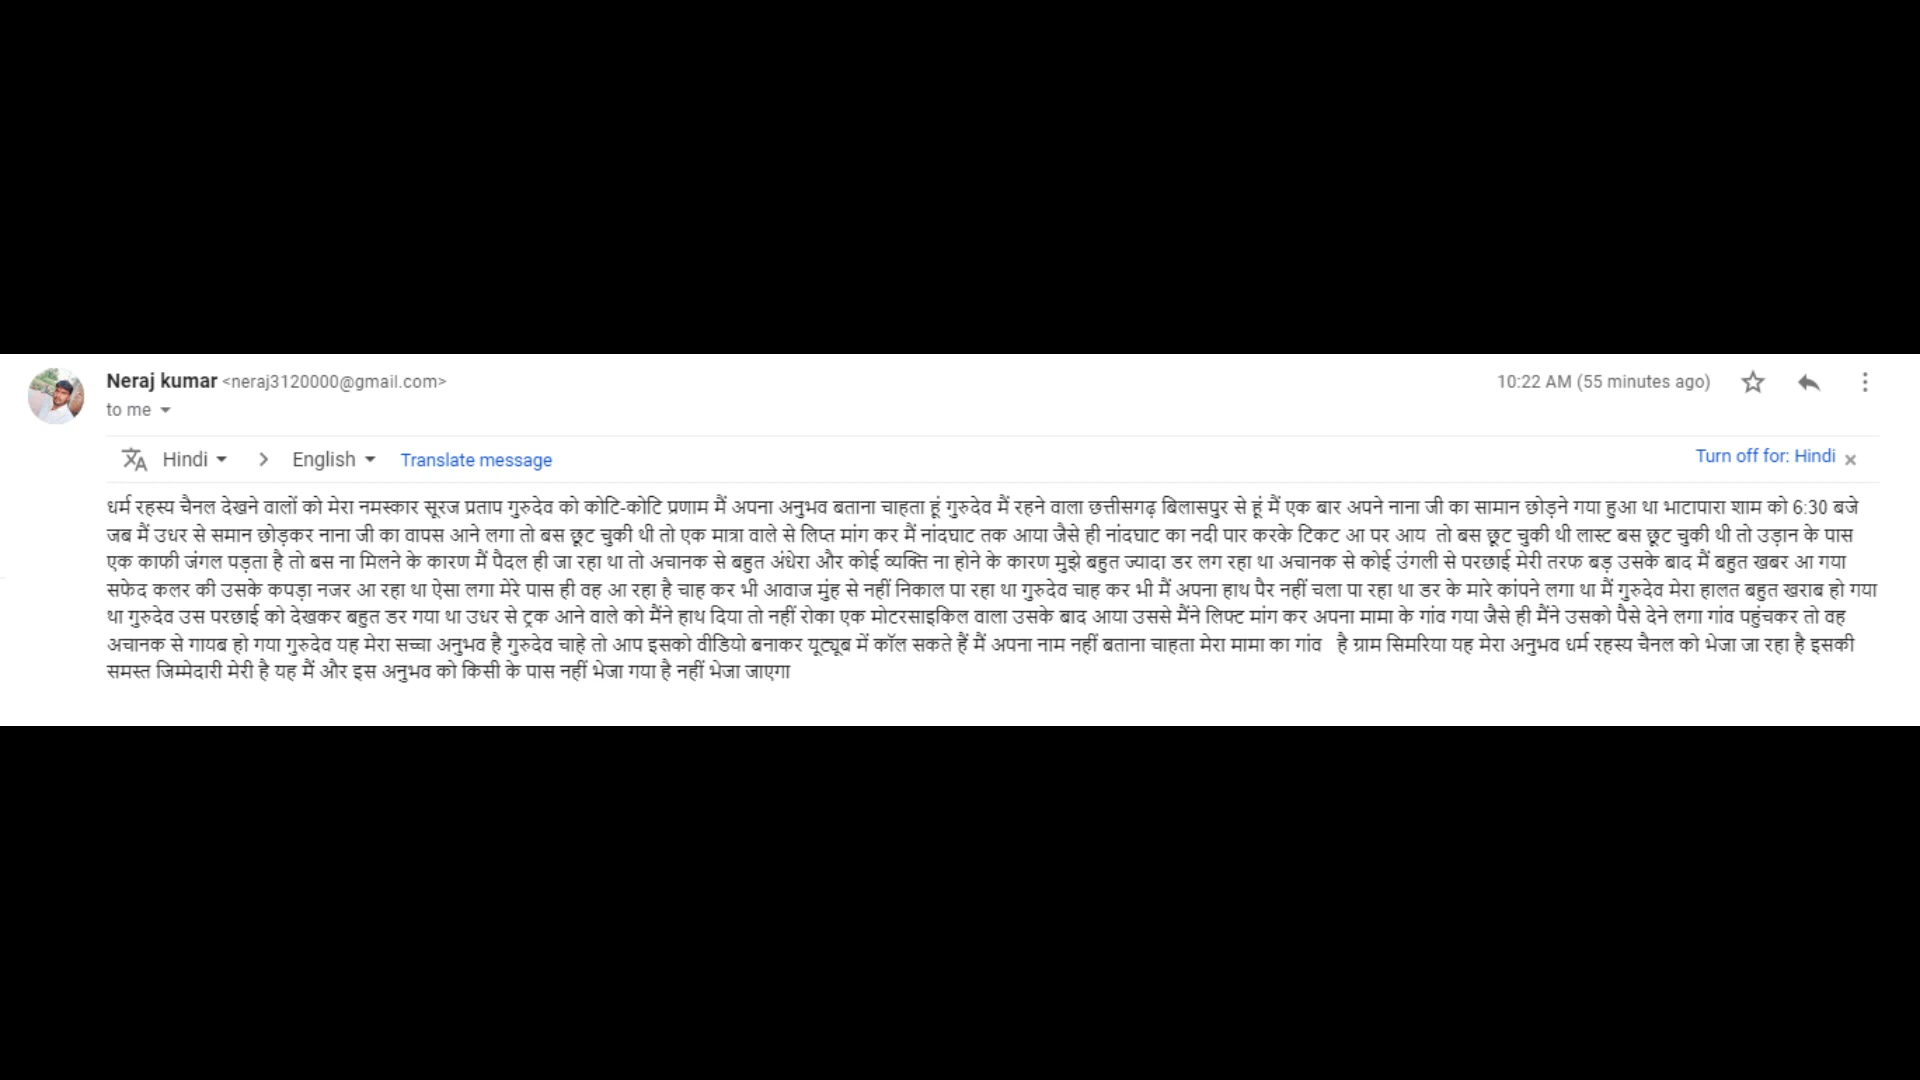 Neraj kumar <neraj3120000@gmail.com>
10:22 AM (55 minutes ago)
to me
Hindi > English Translate message
Turn off for: Hindi ×
धर्म रहस्य चैनल देखने वालों को मेरा नमस्कार सूरज प्रताप गुरुदेव को कोटि-कोटि प्रणाम मैं अपना अनुभव बताना चाहता हूं गुरुदेव मैं रहने वाला छत्तीसगढ़ बिलासपुर से हूं मैं एक बार अपने नाना जी का सामान छोड़ने गया हुआ था भाटापारा शाम को 6:30 बजे
जब मैं उधर से समान छोड़कर नाना जी का वापस आने लगा तो बस छूट चुकी थी तो एक मात्रा वाले से लिप्त मांग कर मैं नांदघाट तक आया जैसे ही नांदघाट का नदी पार करके टिकट आ पर आय तो बस छूट चुकी थी लास्ट बस छूट चुकी थी तो उड़ान के पास
एक काफी जंगल पड़ता है तो बस ना मिलने के कारण मैं पैदल ही जा रहा था तो अचानक से बहुत अंधेरा और कोई व्यक्ति ना होने के कारण मुझे बहुत ज्यादा डर लग रहा था अचानक से कोई उंगली से परछाई मेरी तरफ बड़ उसके बाद मैं बहुत खबर आ गया
सफेद कलर की उसके कपड़ा नजर आ रहा था ऐसा लगा मेरे पास ही वह आ रहा है चाह कर भी आवाज मुंह से नहीं निकाल पा रहा था गुरुदेव चाह कर भी मैं अपना हाथ पैर नहीं चला पा रहा था डर के मारे कांपने लगा था मैं गुरुदेव मेरा हालत बहुत खराब हो गया
था गुरुदेव उस परछाई को देखकर बहुत डर गया था उधर से ट्रक आने वाले को मैंने हाथ दिया तो नहीं रोका एक मोटरसाइकिल वाला उसके बाद आया उससे मैंने लिफ्ट मांग कर अपना मामा के गांव गया जैसे ही मैंने उसको पैसे देने लगा गांव पहुंचकर तो वह
अचानक से गायब हो गया गुरुदेव यह मेरा सच्चा अनुभव है गुरुदेव चाहे तो आप इसको वीडियो बनाकर यूट्यूब में कॉल सकते हैं मैं अपना नाम नहीं बताना चाहता मेरा मामा का गांव है ग्राम सिमरिया यह मेरा अनुभव धर्म रहस्य चैनल को भेजा जा रहा है इसकी
समस्त जिम्मेदारी मेरी है यह मैं और इस अनुभव को किसी के पास नहीं भेजा गया है नहीं भेजा जाएगा